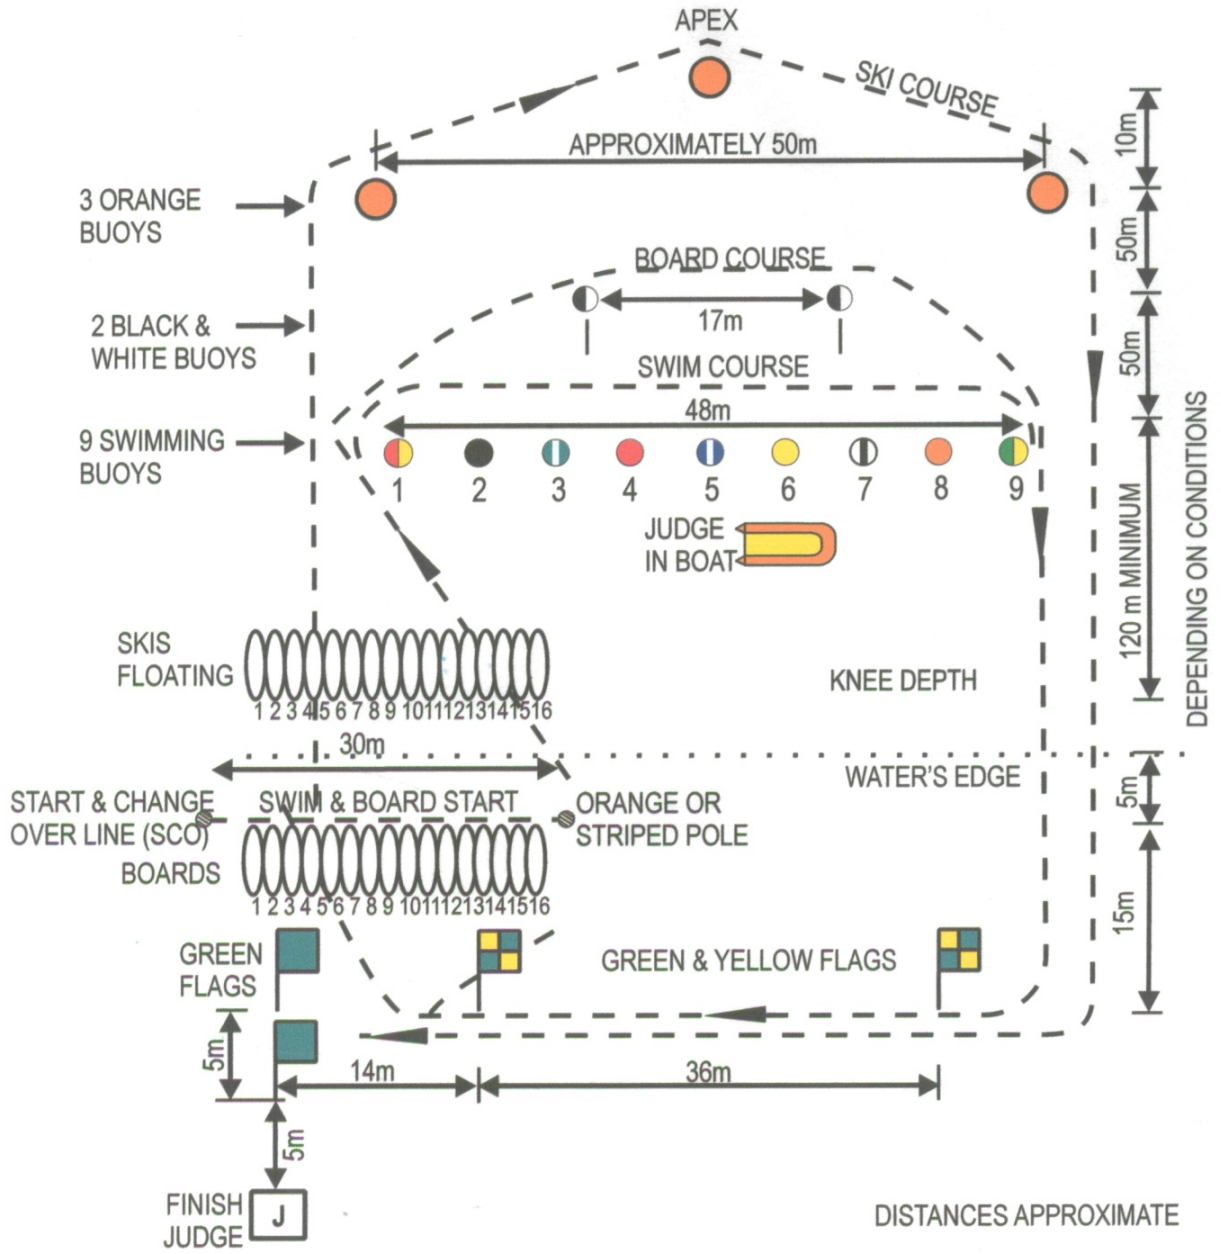 APEX
SKI COURSE
APPROXIMATELY 50m
10m
3 ORANGE
BUOYS
50m
BOARD COURSE
17m
2 BLACK &
WHITE BUOYS
50m
SWIM COURSE
48m
9 SWIMMING
BUOYS
1 2 3 4 5 6 7 8 9
JUDGE
IN BOAT
120 m MINIMUM
DEPENDING ON CONDITIONS
SKIS
FLOATING
KNEE DEPTH
1 2 3 4 5 6 7 8 9 10 11 12 13 14 15 16
30m
WATER'S EDGE
5m
START & CHANGE
OVER LINE (SCO)
SWIM & BOARD START
ORANGE OR
STRIPED POLE
BOARDS
1 2 3 4 5 6 7 8 9 10 11 12 13 14 15 16
15m
GREEN
FLAGS
GREEN & YELLOW FLAGS
5m
14m
36m
5m
FINISH
JUDGE
J
DISTANCES APPROXIMATE